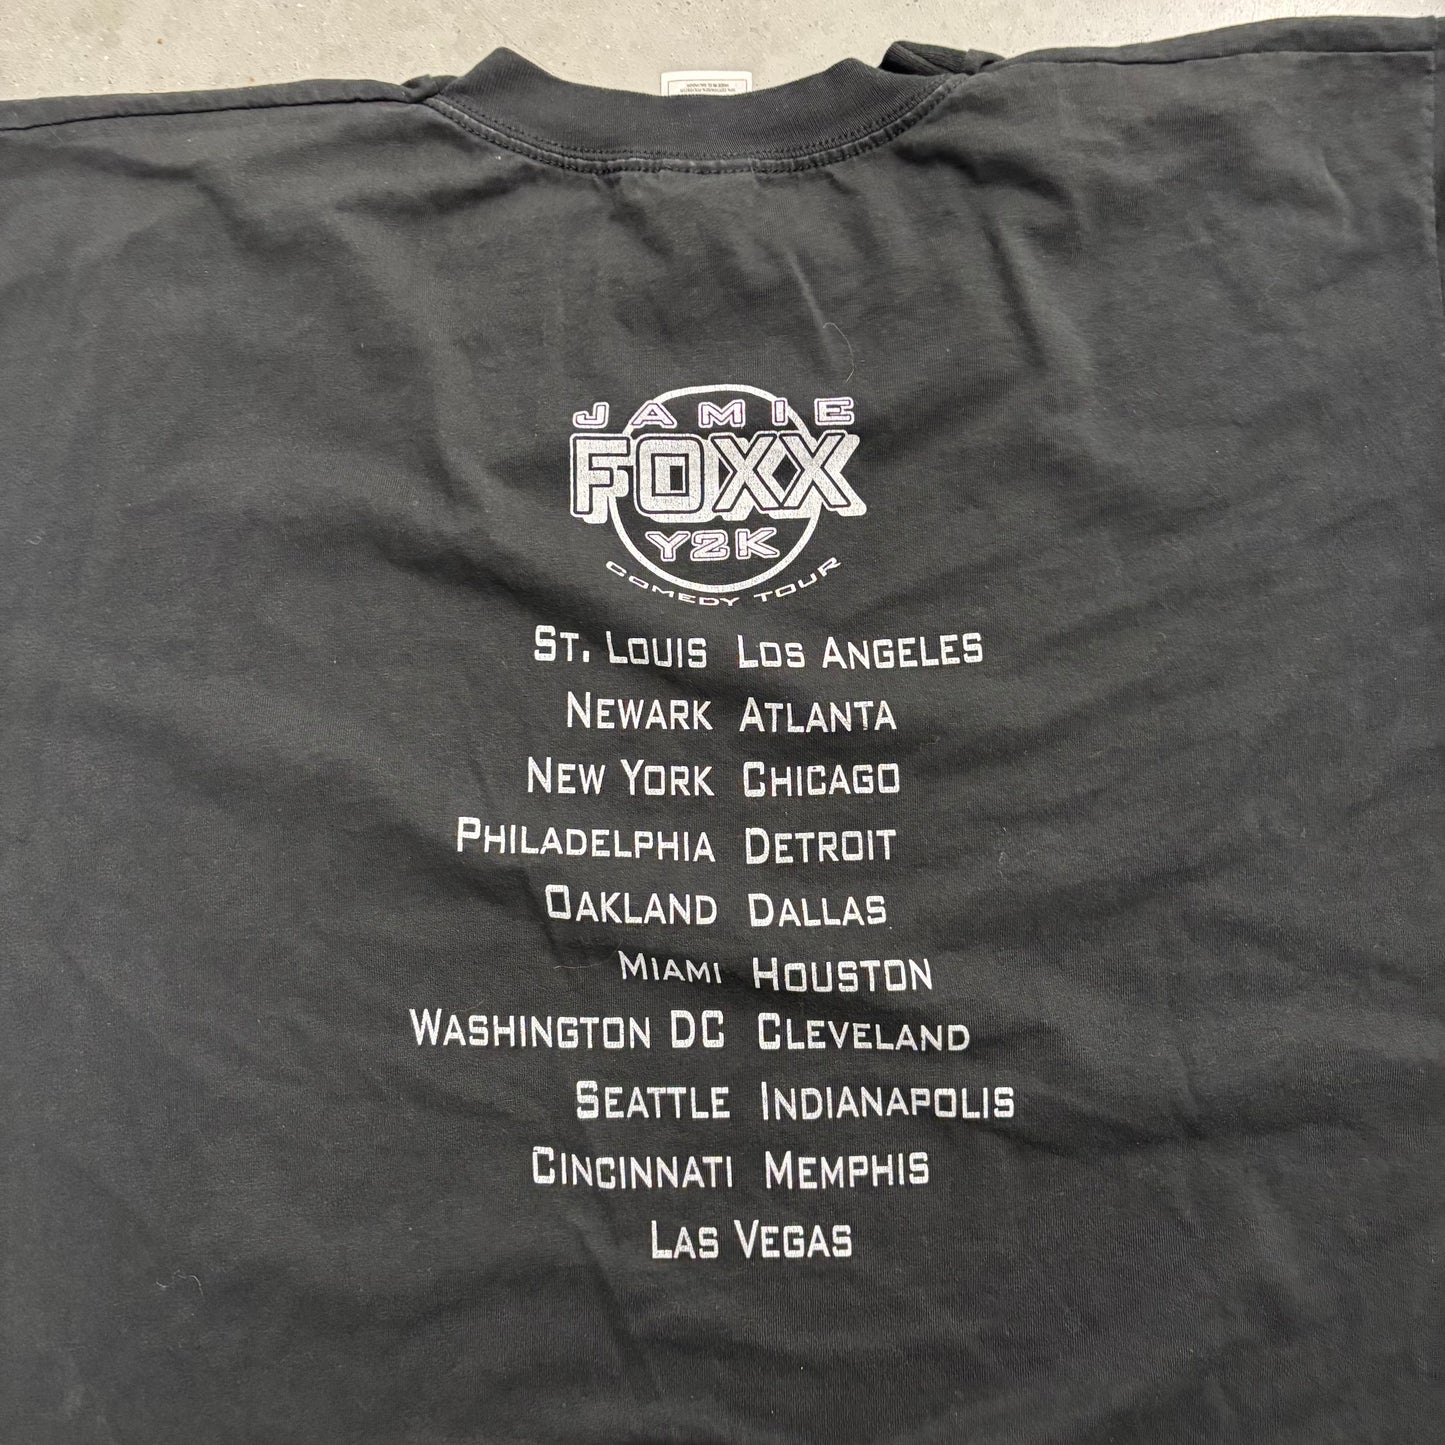 JAMIE
FOXX
Y2K
COMEDY TOUR
ST. LOUIS LOS ANGELES
NEWARK ATLANTA
NEW YORK CHICAGO
PHILADELPHIA DETROIT
OAKLAND DALLAS
MIAMI HOUSTON
WASHINGTON DC CLEVELAND
SEATTLE INDIANAPOLIS
CINCINNATI MEMPHIS
LAS VEGAS